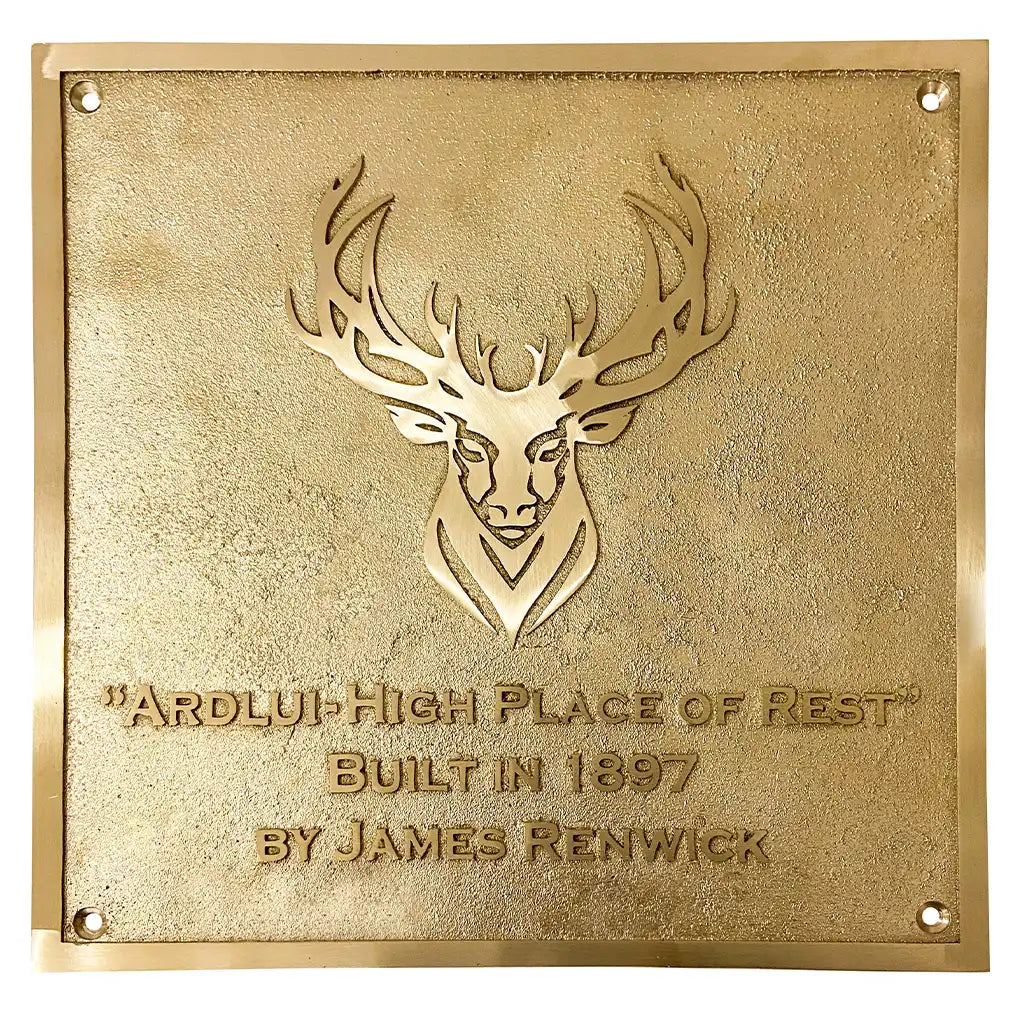 ”Ardlui-High Place of Rest“
Built in 1897
by James Renwick